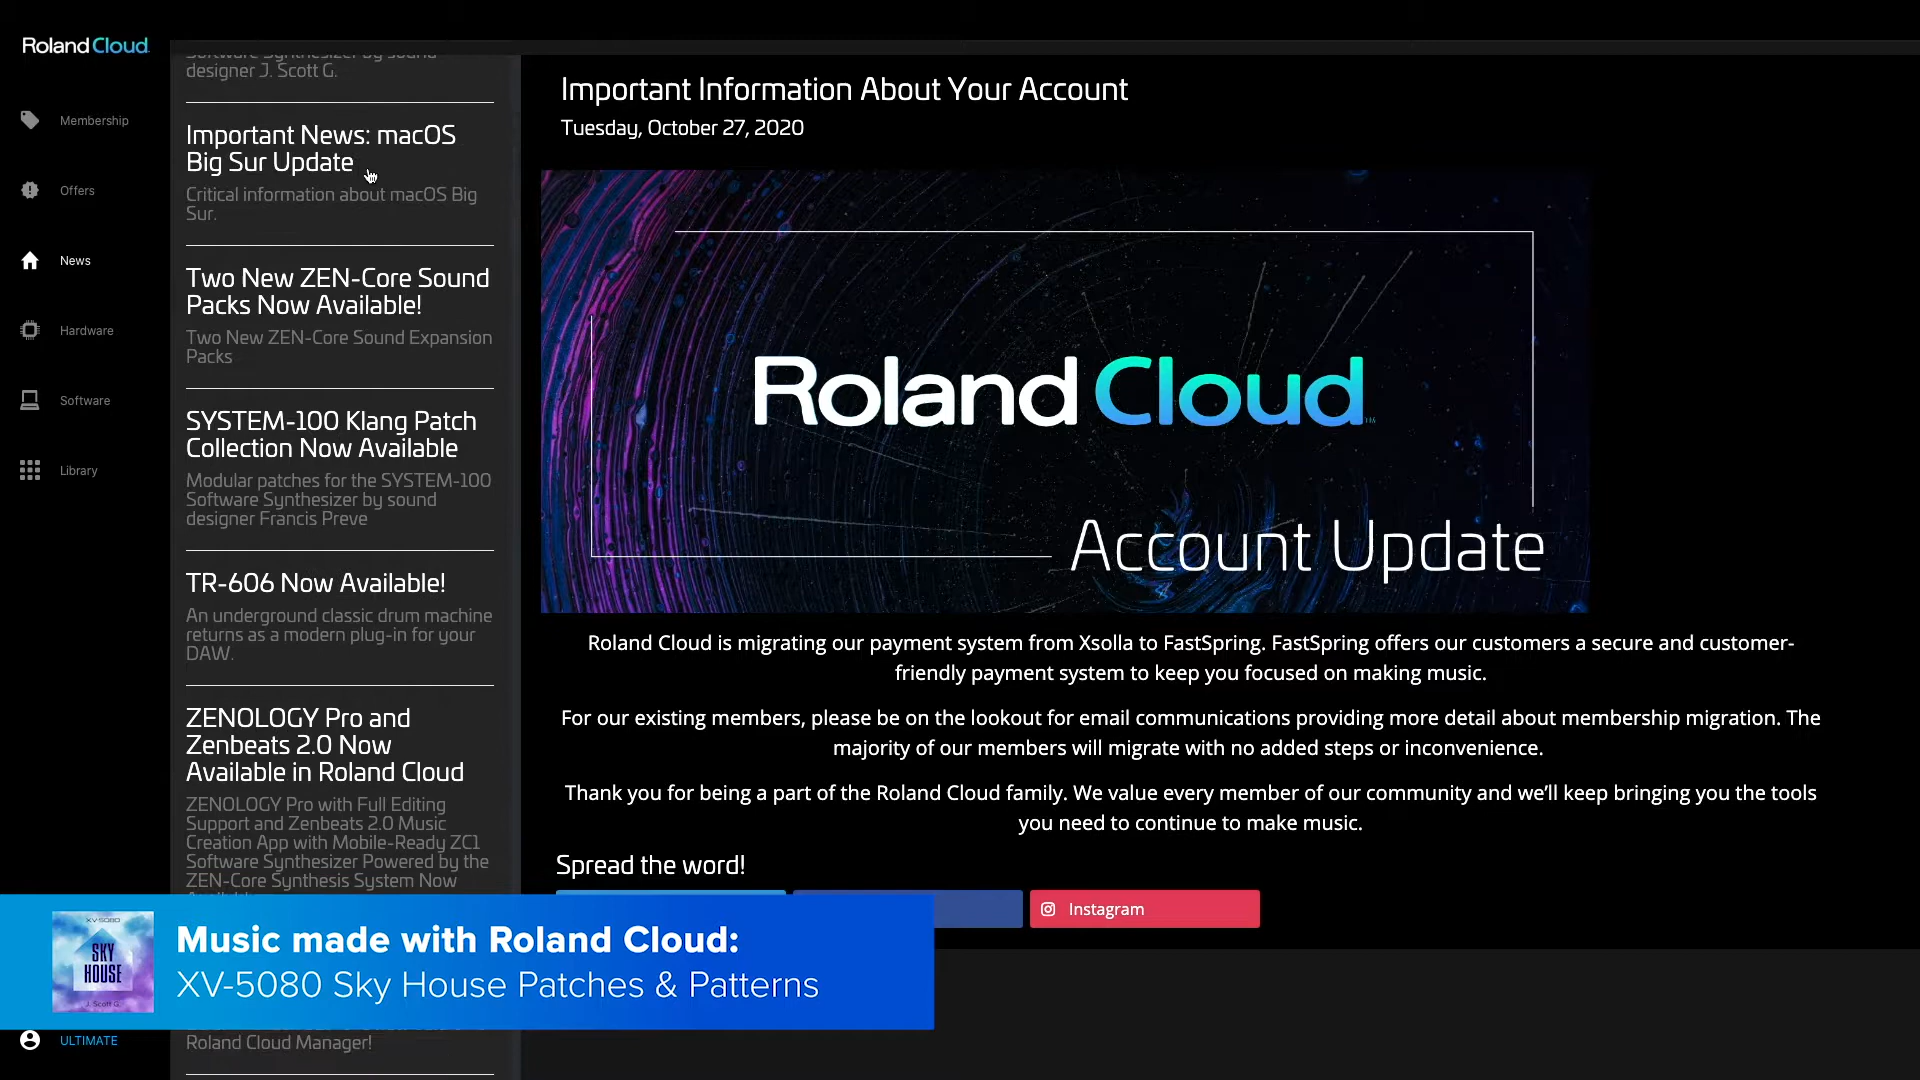 Roland Cloud
Membership
Offers
News
Hardware
Software
Library
ULTIMATE
Software Synthesizer by sound
designer J. Scott G.
Important News: macOS
Big Sur Update
Critical information about macOS Big
Sur.
Two New ZEN-Core Sound
Packs Now Available!
Two New ZEN-Core Sound Expansion
Packs
SYSTEM-100 Klang Patch
Collection Now Available
Modular patches for the SYSTEM-100
Software Synthesizer by sound
designer Francis Preve
TR-606 Now Available!
An underground classic drum machine
returns as a modern plug-in for your
DAW.
ZENOLOGY Pro and
Zenbeats 2.0 Now
Available in Roland Cloud
ZENOLOGY Pro with Full Editing
Support and Zenbeats 2.0 Music
Creation App with Mobile-Ready ZC1
Software Synthesizer Powered by the
ZEN-Core Synthesis System Now
Roland Cloud Manager!
Important Information About Your Account
Tuesday, October 27, 2020
Roland Cloud
Account Update
Roland Cloud is migrating our payment system from Xsolla to FastSpring. FastSpring offers our customers a secure and customer-
friendly payment system to keep you focused on making music.
For our existing members, please be on the lookout for email communications providing more detail about membership migration. The
majority of our members will migrate with no added steps or inconvenience.
Thank you for being a part of the Roland Cloud family. We value every member of our community and we'll keep bringing you the tools
you need to continue to make music.
Spread the word!
Instagram
XV-5080
SKY
HOUSE
J. Scott G.
Music made with Roland Cloud:
XV-5080 Sky House Patches & Patterns